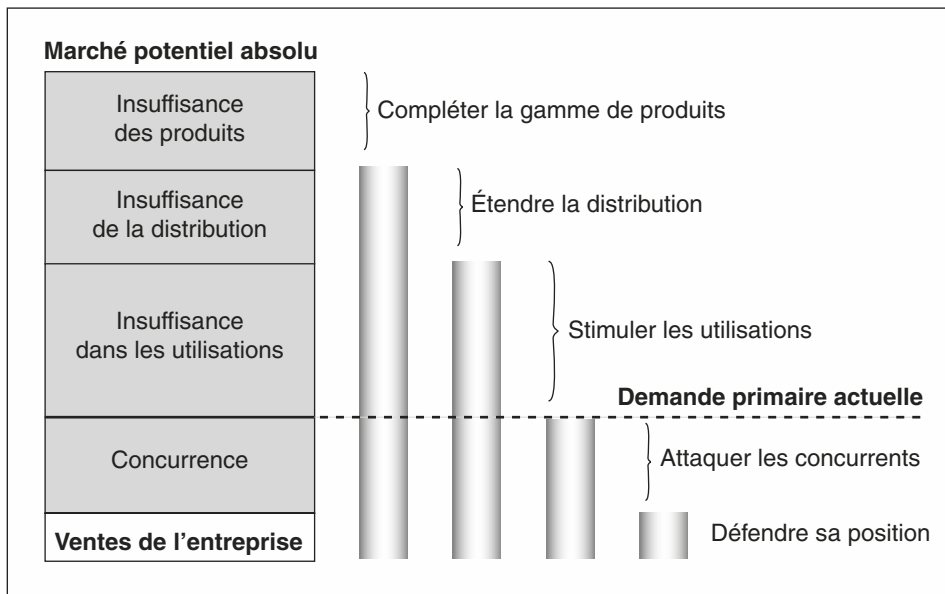 Marché potentiel absolu
Insuffisance
des produits
Compléter la gamme de produits
Insuffisance
de la distribution
Étendre la distribution
Insuffisance
dans les utilisations
Stimuler les utilisations
Demande primaire actuelle
Concurrence
Attaquer les concurrents
Ventes de l'entreprise
Défendre sa position